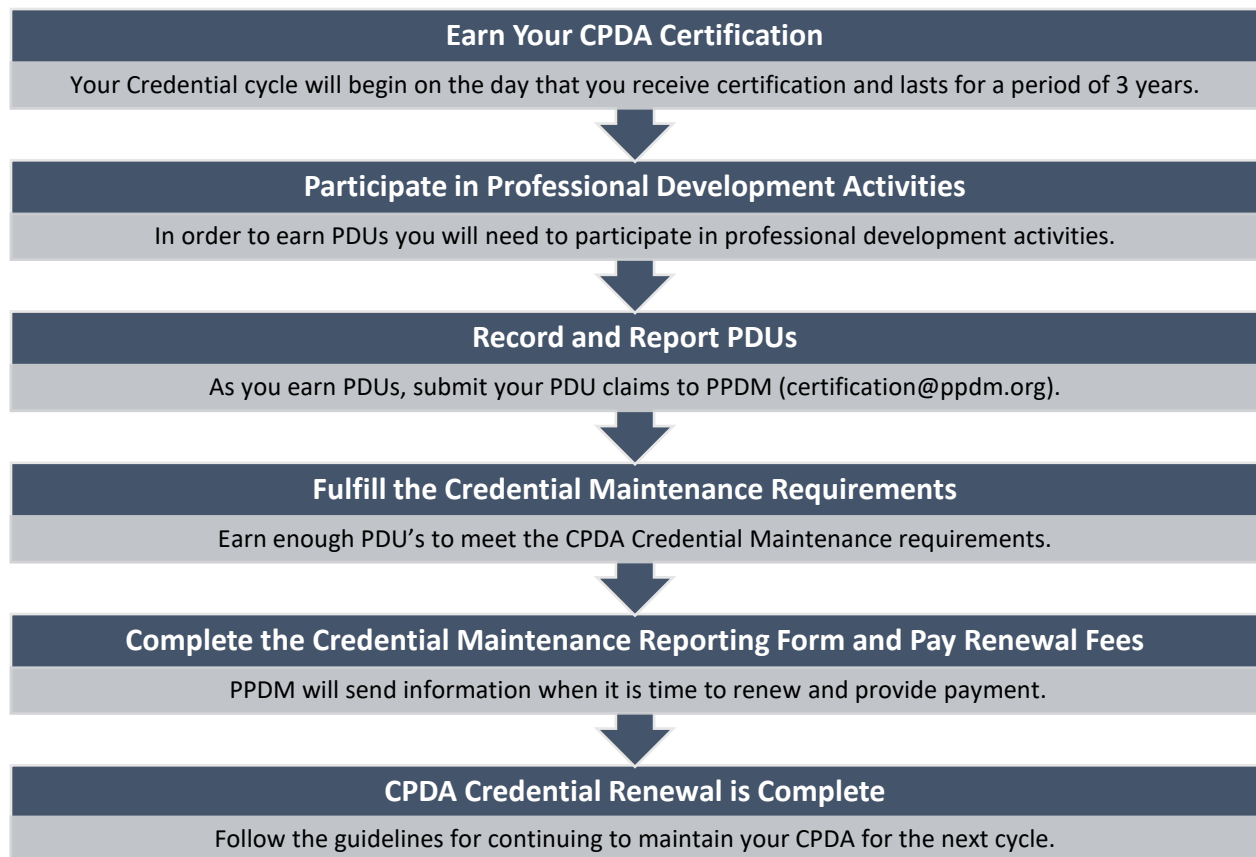 Earn Your CPDA Certification
Your Credential cycle will begin on the day that you receive certification and lasts for a period of 3 years.
Participate in Professional Development Activities
In order to earn PDUs you will need to participate in professional development activities.
Record and Report PDUs
As you earn PDUs, submit your PDU claims to PPDM (certification@ppdm.org).
Fulfill the Credential Maintenance Requirements
Earn enough PDU’s to meet the CPDA Credential Maintenance requirements.
Complete the Credential Maintenance Reporting Form and Pay Renewal Fees
PPDM will send information when it is time to renew and provide payment.
CPDA Credential Renewal is Complete
Follow the guidelines for continuing to maintain your CPDA for the next cycle.